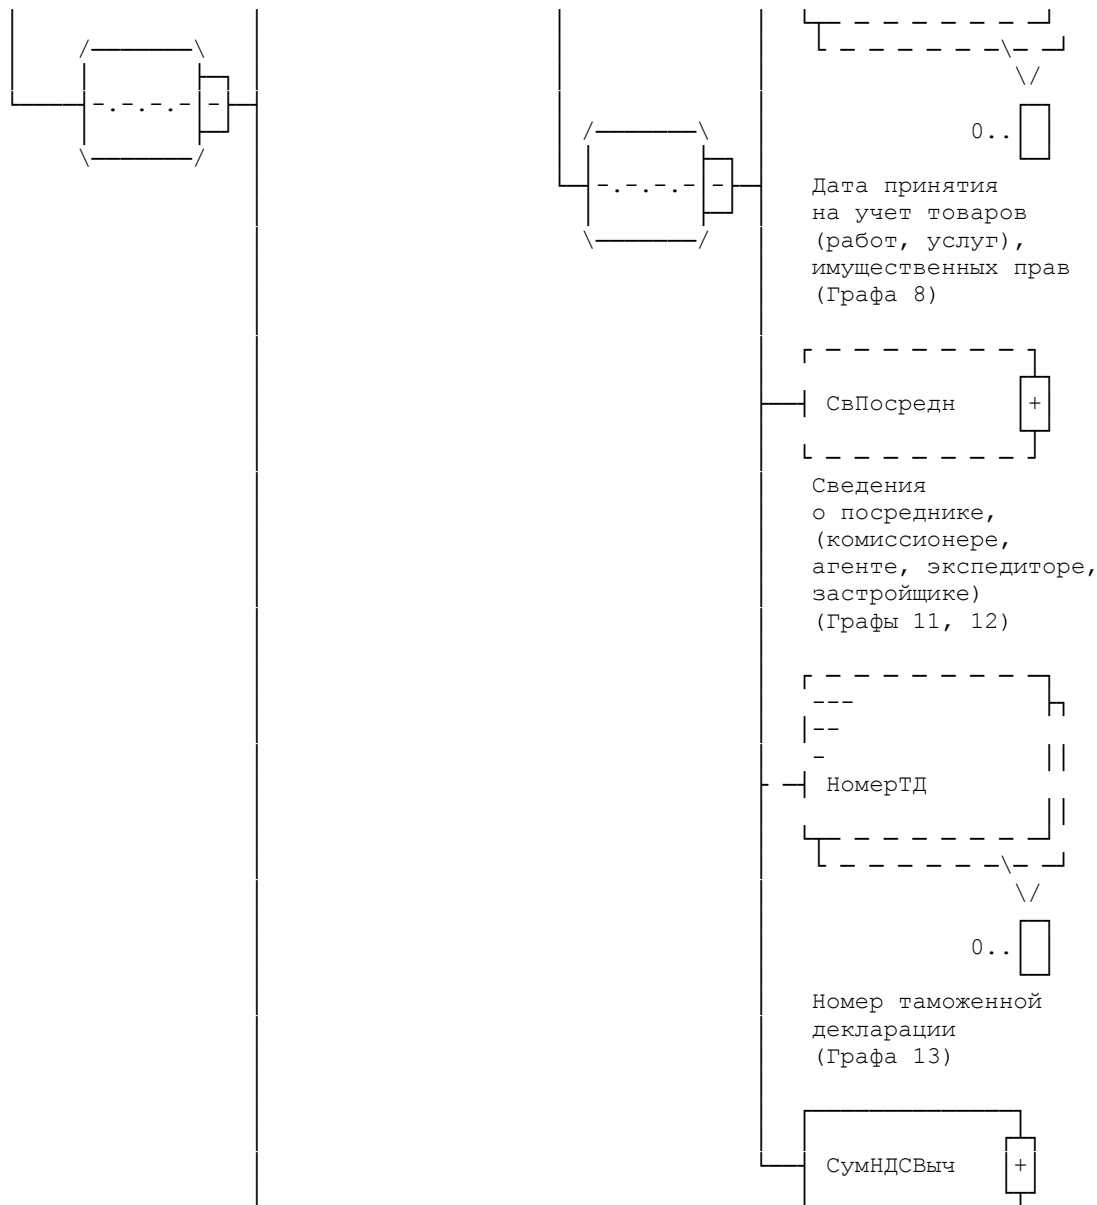 0..
Дата принятия
на учет товаров
(работ, услуг),
имущественных прав
(Графа 8)
СвПосредн +
Сведения
о посреднике,
(комиссионере,
агенте, экспедиторе,
застройщике)
(Графы 11, 12)
НомерТД
0..
Номер таможенной
декларации
(Графа 13)
СумНДСВыч +